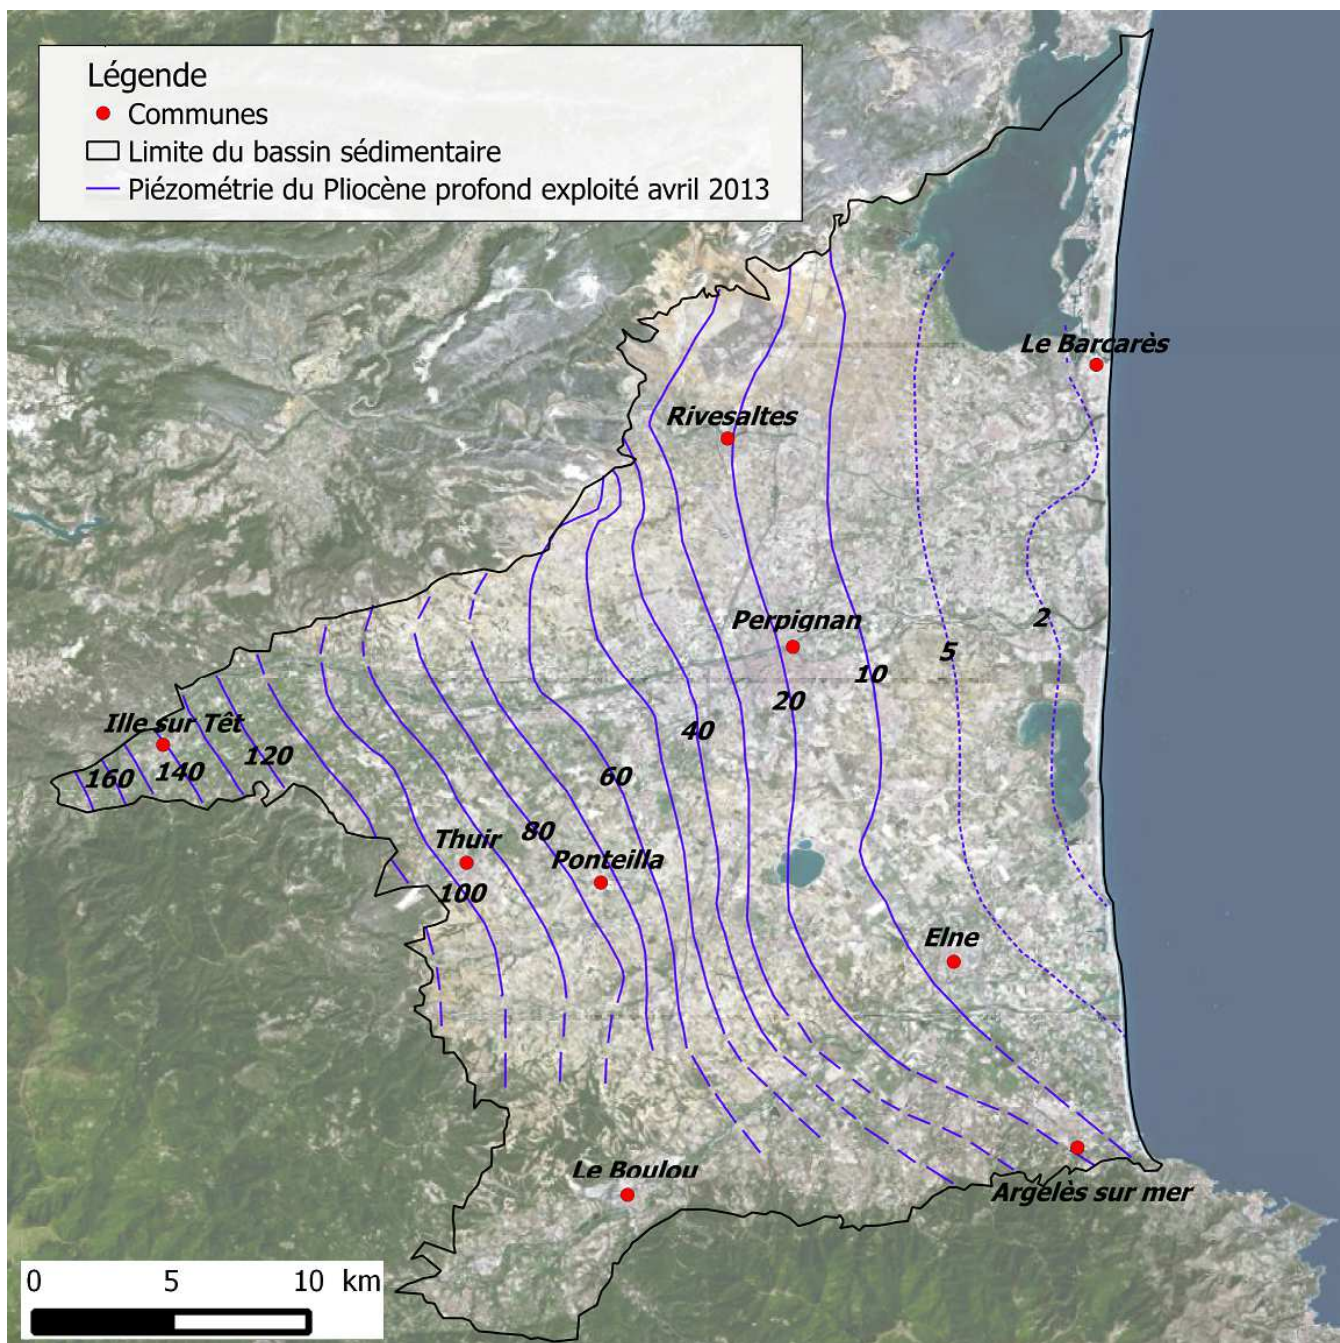 Légende
Communes
Limite du bassin sédimentaire
Piézométrie du Pliocène profond exploité avril 2013
Le Barcarès
Rivesaltes
Perpignan
2
5
10
20
Ille sur Têt
40
120
140
160
60
80
Thuir
Ponteilla
100
Elne
Le Boulou
Argelès sur mer
0 5 10 km